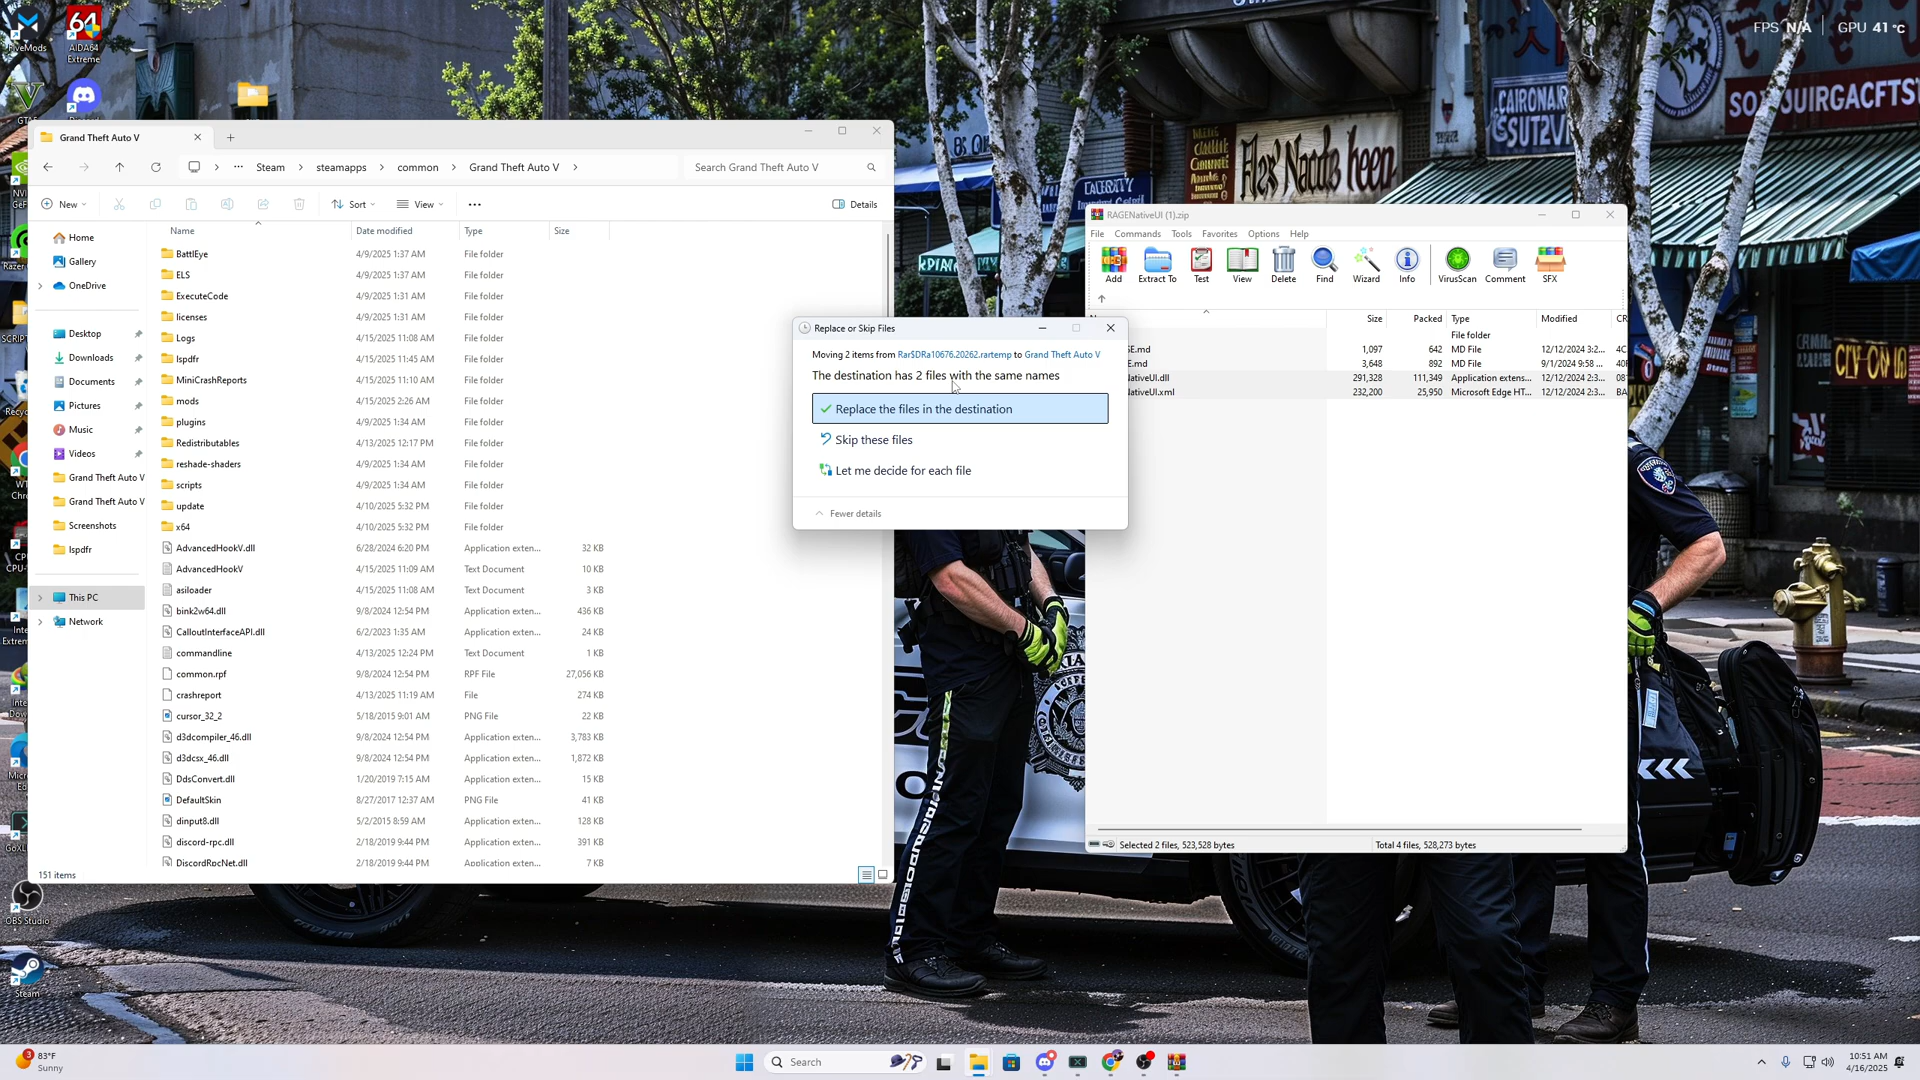 FiveMods
AIDA64
Extreme
FPS N/A
GPU 41 °C
Grand Theft Auto V
Steam
steamapps
common
Grand Theft Auto V
Search Grand Theft Auto V
New
Sort
View
Details
Name
Date modified
Type
Size
Home
Gallery
OneDrive
Desktop
Downloads
Documents
Pictures
Music
Videos
Grand Theft Auto V
Grand Theft Auto V
Screenshots
lspdfr
This PC
Network
BattlEye 4/9/2025 1:37 AM File folder
ELS 4/9/2025 1:37 AM File folder
ExecuteCode 4/9/2025 1:31 AM File folder
licenses 4/9/2025 1:31 AM File folder
Logs 4/15/2025 11:08 AM File folder
lspdfr 4/15/2025 11:45 AM File folder
MiniCrashReports 4/15/2025 11:10 AM File folder
mods 4/15/2025 2:26 AM File folder
plugins 4/9/2025 1:34 AM File folder
Redistributables 4/13/2025 12:17 PM File folder
reshade-shaders 4/9/2025 1:34 AM File folder
scripts 4/9/2025 1:34 AM File folder
update 4/10/2025 5:32 PM File folder
x64 4/10/2025 5:32 PM File folder
AdvancedHookV.dll 6/28/2024 6:20 PM Application exten... 32 KB
AdvancedHookV 4/15/2025 11:09 AM Text Document 10 KB
asiloader 4/15/2025 11:08 AM Text Document 3 KB
bink2w64.dll 9/8/2024 12:54 PM Application exten... 436 KB
CalloutInterfaceAPI.dll 6/2/2023 1:35 AM Application exten... 24 KB
commandline 4/13/2025 12:24 PM Text Document 1 KB
common.rpf 9/8/2024 12:54 PM RPF File 27,056 KB
crashreport 4/13/2025 11:19 AM File 274 KB
cursor_32_2 5/18/2015 9:01 AM PNG File 22 KB
d3dcompiler_46.dll 9/8/2024 12:54 PM Application exten... 3,783 KB
d3dcsx_46.dll 9/8/2024 12:54 PM Application exten... 1,872 KB
DdsConvert.dll 1/20/2019 7:15 AM Application exten... 15 KB
DefaultSkin 8/27/2017 12:37 AM PNG File 41 KB
dinput8.dll 5/2/2015 8:59 AM Application exten... 128 KB
discord-rpc.dll 2/18/2019 9:44 PM Application exten... 391 KB
DiscordRpcNet.dll 2/18/2019 9:44 PM Application exten... 7 KB
151 items
Replace or Skip Files
Moving 2 items from Rar$DRa10676.20262.rartemp to Grand Theft Auto V
The destination has 2 files with the same names
Replace the files in the destination
Skip these files
Let me decide for each file
Fewer details
RAGENativeUI (1).zip
File Commands Tools Favorites Options Help
Add
Extract To
Test
View
Delete
Find
Wizard
Info
VirusScan
Comment
SFX
Size Packed Type Modified
File folder
E.md 1,097 642 MD File 12/12/2024 3:2...
E.md 3,648 892 MD File 9/1/2024 9:58 ...
ativeUI.dll 291,328 111,349 Application extens... 12/12/2024 2:3...
ativeUI.xml 232,200 25,950 Microsoft Edge HT... 12/12/2024 2:3...
Selected 2 files, 523,528 bytes
Total 4 files, 528,273 bytes
OBS Studio
Steam
83°F
Sunny
Search
10:51 AM
4/16/2025